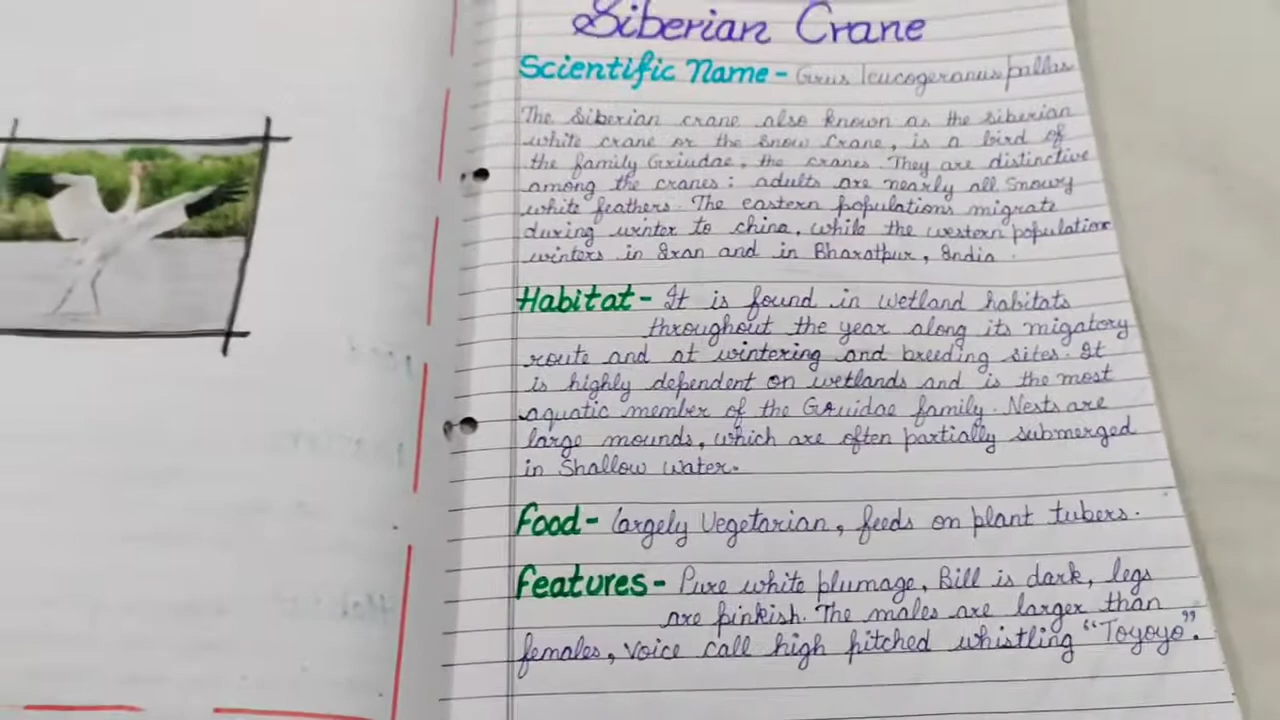 Siberian Crane
Scientific Name - Grus leucogeranus pallas
The Siberian crane also known as the siberian
white crane or the Snow Crane, is a bird of
the family Gruidae, the cranes. They are distinctive
among the cranes: adults are nearly all snowy
white feathers. The eastern populations migrate
during winter to china, while the western population
winters in Iran and in Bharatpur, India.
Habitat - It is found in wetland habitats
throughout the year along its migatory
route and at wintering and breeding sites. It
is highly dependent on wetlands and is the most
aquatic member of the Gruidae family. Nests are
large mounds, which are often partially submerged
in Shallow water.
Food - largely Vegetarian, feeds on plant tubers.
Features - Pure white plumage, Bill is dark, legs
are pinkish. The males are larger than
females, voice call high pitched whistling "Toyoyo".